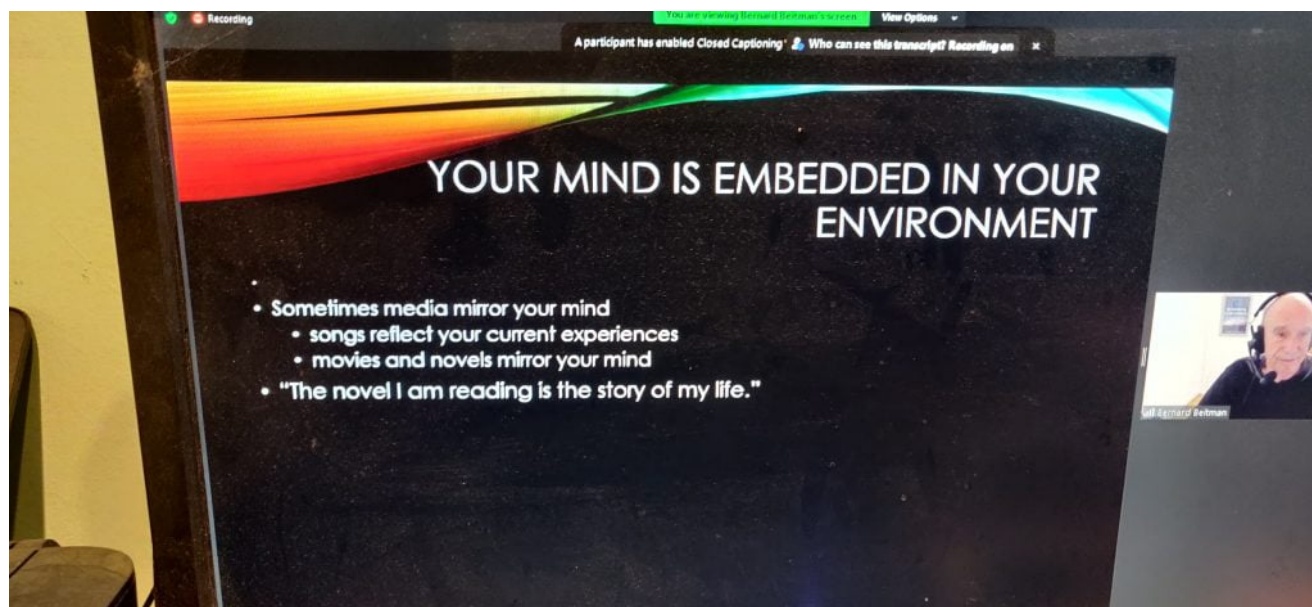 Recording
You are viewing Bernard Beitman's screen
View Options
A participant has enabled Closed Captioning
Who can see this transcript? Recording on
YOUR MIND IS EMBEDDED IN YOUR
ENVIRONMENT
• Sometimes media mirror your mind
• songs reflect your current experiences
• movies and novels mirror your mind
• "The novel I am reading is the story of my life."
Bernard Beitman